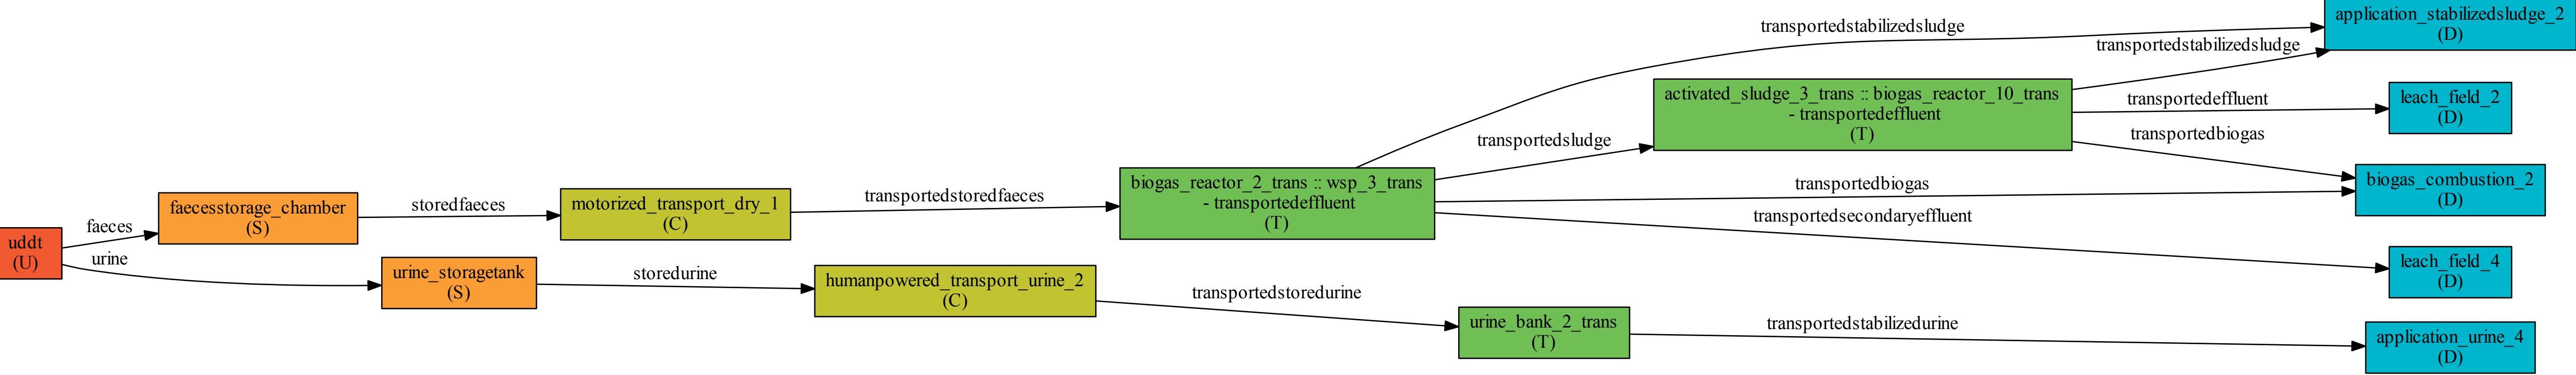 uddt
(U)
faeces
urine
faecesstorage_chamber
(S)
urine_storagetank
(S)
storedfaeces
storedurine
motorized_transport_dry_1
(C)
humanpowered_transport_urine_2
(C)
transportedstoredfaeces
transportedstoredurine
biogas_reactor_2_trans :: wsp_3_trans
- transportedeffluent
(T)
urine_bank_2_trans
(T)
transportedstabilizedsludge
transportedsludge
transportedbiogas
transportedsecondaryeffluent
transportedstabilizedurine
activated_sludge_3_trans :: biogas_reactor_10_trans
- transportedeffluent
(T)
transportedstabilizedsludge
transportedeffluent
transportedbiogas
application_stabilizedsludge_2
(D)
leach_field_2
(D)
biogas_combustion_2
(D)
leach_field_4
(D)
application_urine_4
(D)